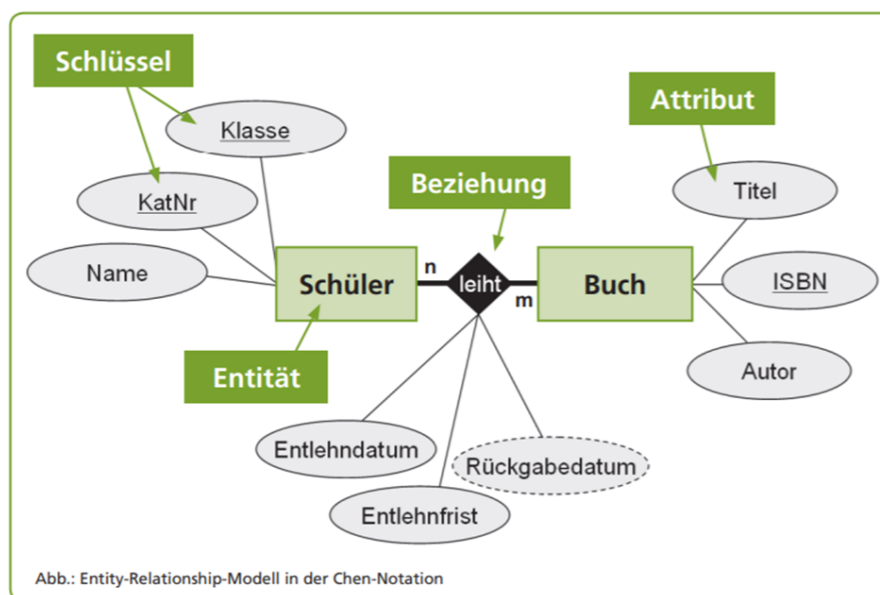 Schlüssel
Klasse
KatNr
Name
Attribut
Beziehung
Titel
ISBN
Autor
Schüler
n
leiht
m
Buch
Entität
Entlehndatum
Rückgabedatum
Entlehnfrist
Abb.: Entity-Relationship-Modell in der Chen-Notation